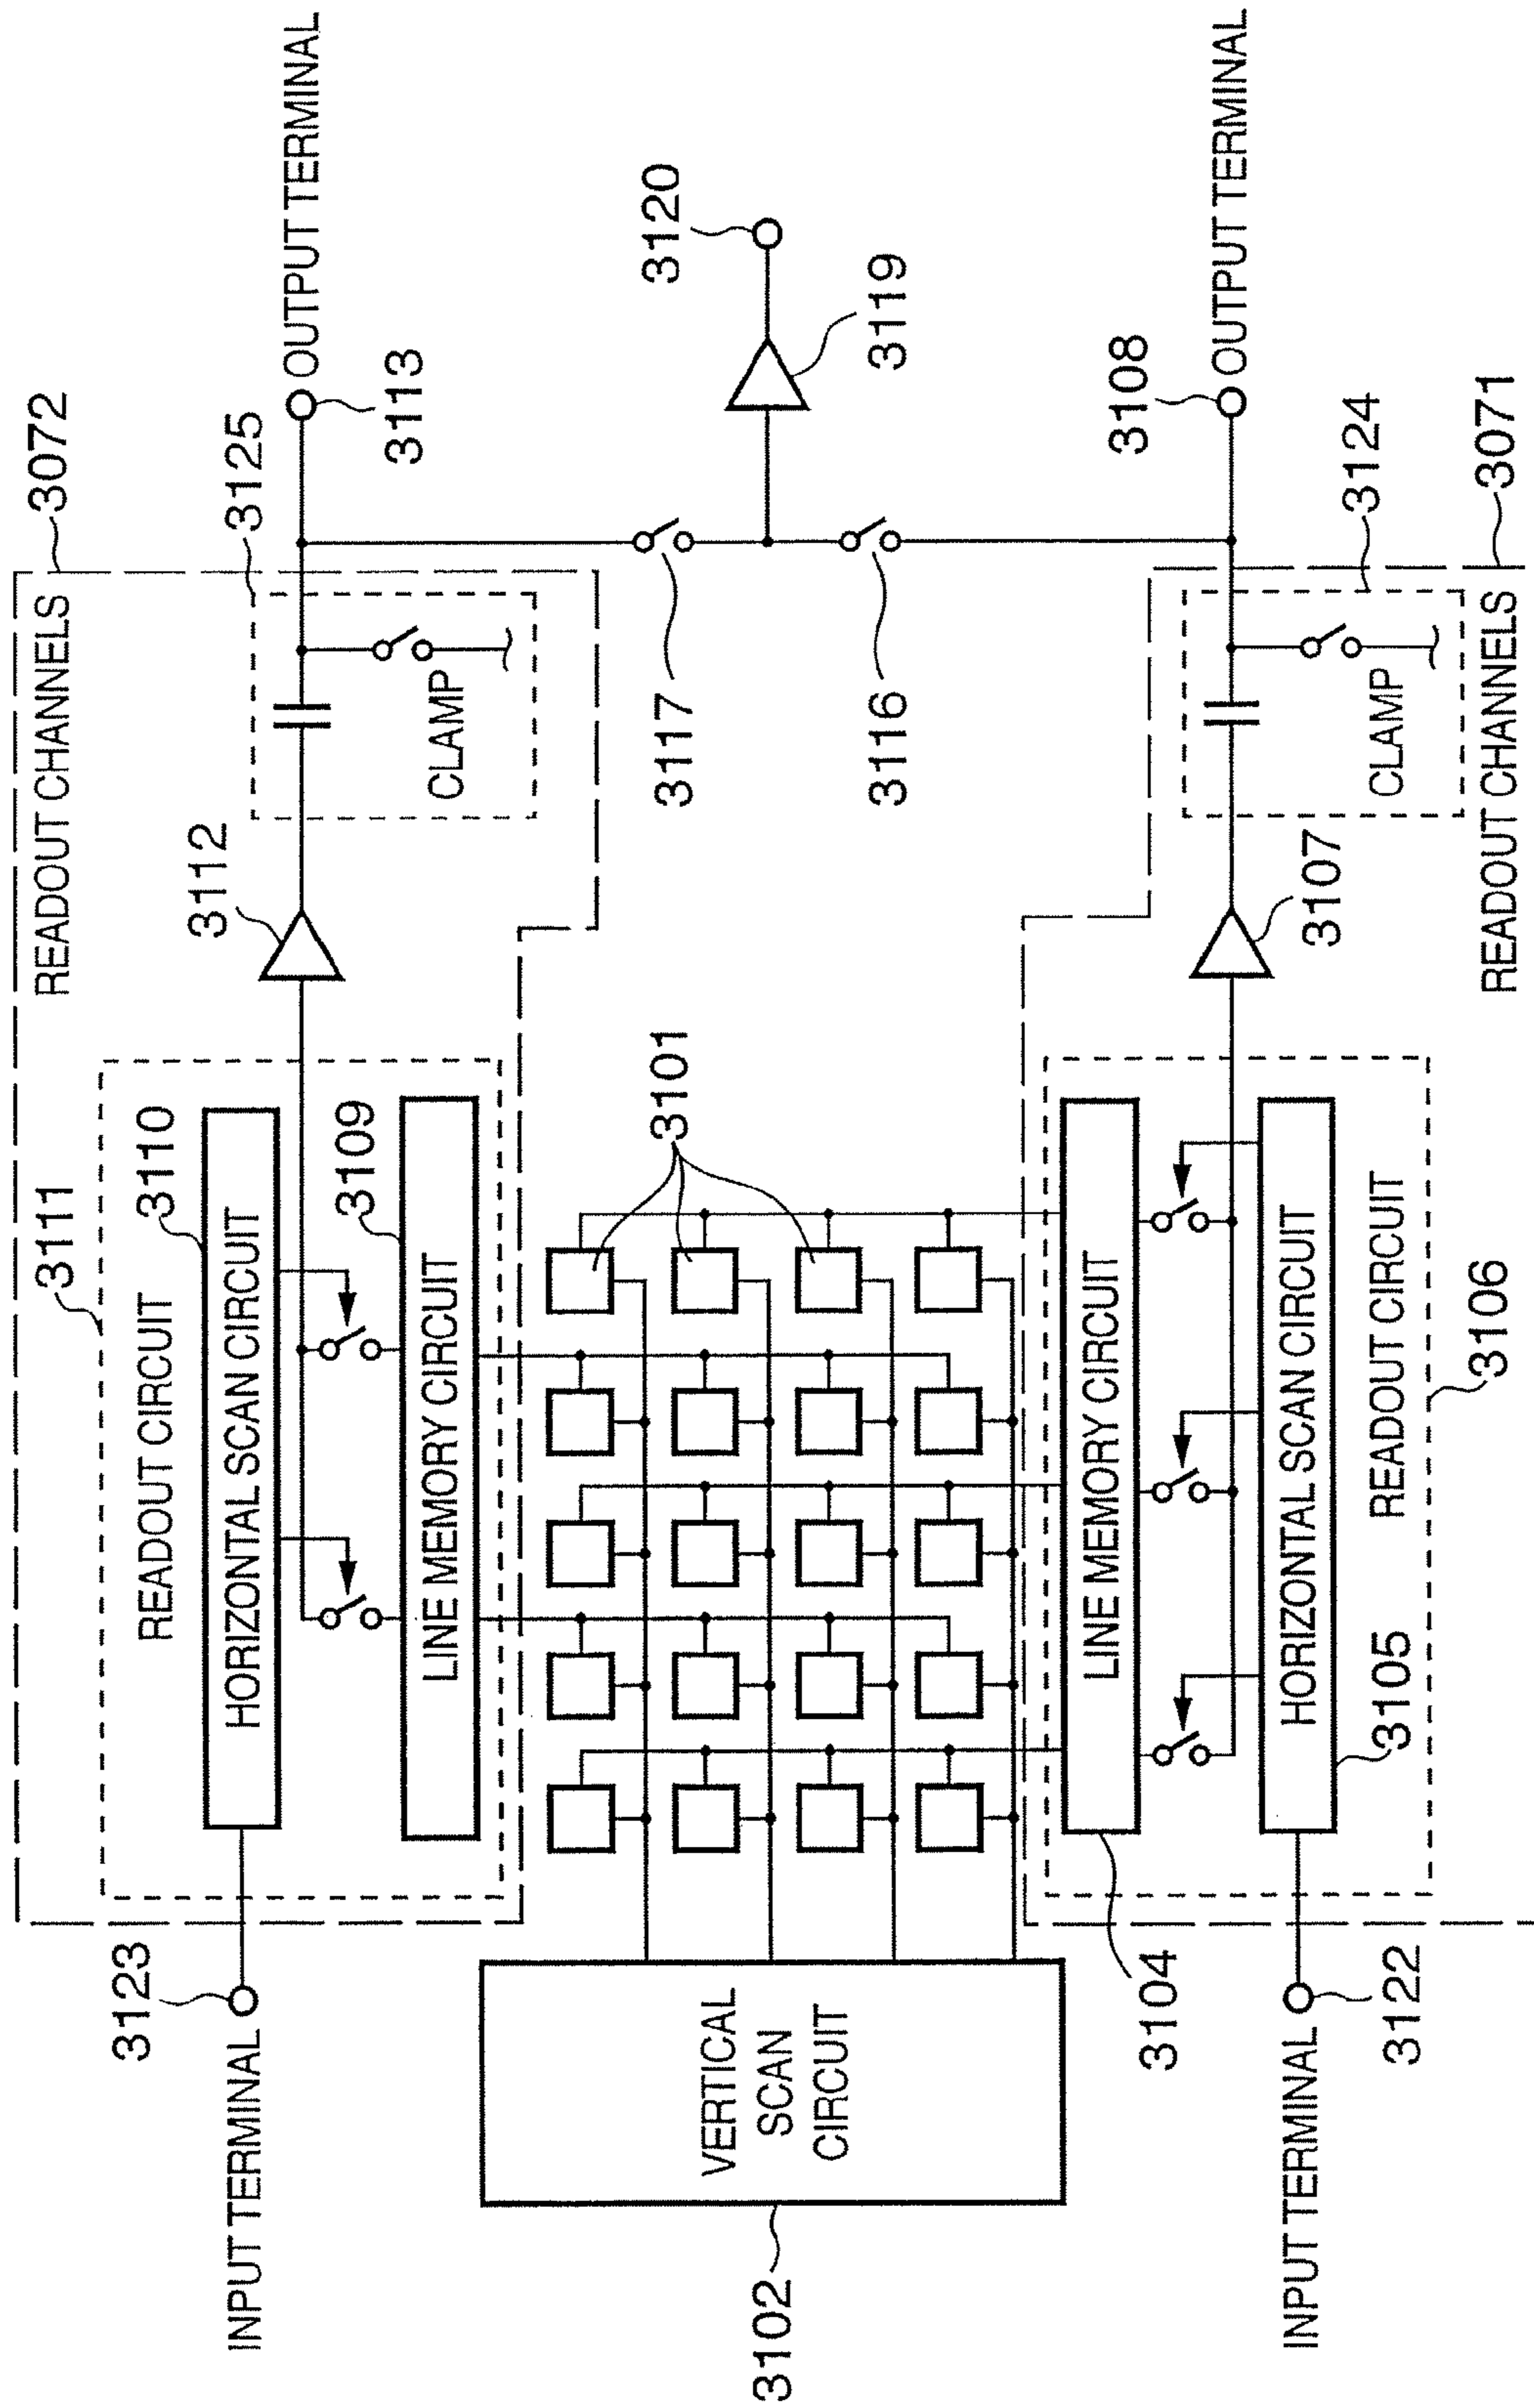 3072
READOUT CHANNELS
3111
READOUT CIRCUIT
3110
HORIZONTAL SCAN CIRCUIT
3109
LINE MEMORY CIRCUIT
3123
INPUT TERMINAL
3112
3125
CLAMP
OUTPUT TERMINAL
3113
3101
3117
3116
3120
3119
VERTICAL
SCAN
CIRCUIT
3102
LINE MEMORY CIRCUIT
3104
HORIZONTAL SCAN CIRCUIT
3105
READOUT CIRCUIT
3106
3122
INPUT TERMINAL
3107
CLAMP
3124
3108
OUTPUT TERMINAL
READOUT CHANNELS
3071